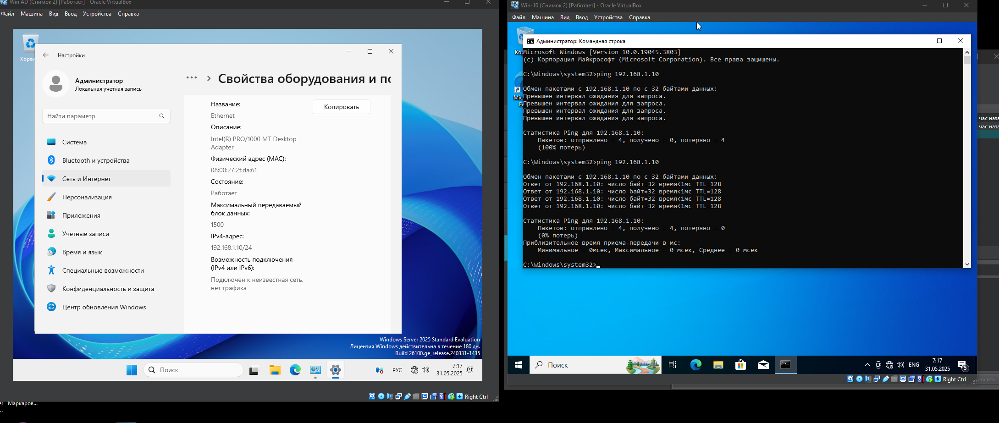 Win AD (Снимок 2) [Работает] - Oracle VirtualBox
Файл Машина Вид Ввод Устройства Справка
Настройки
Администратор
Локальная учетная запись
Найти параметр
Система
Bluetooth и устройства
Сеть и Интернет
Персонализация
Приложения
Учетные записи
Время и язык
Специальные возможности
Конфиденциальность и защита
Центр обновления Windows
••• > Свойства оборудования и
Название:
Копировать
Ethernet
Описание:
Intel(R) PRO/1000 MT Desktop
Adapter
Физический адрес (MAC):
08:00:27:2f:da:61
Состояние:
Работает
Максимальный передаваемый
блок данных:
1500
IPv4-адрес:
192.168.1.10/24
Возможность подключения
(IPv4 или IPv6):
Подключен к неизвестная сеть,
нет трафика
Windows Server 2025 Standard Evaluation
Лицензия Windows действительна в течение 180 дн.
Build 26100.ge_release.240331-1435
Поиск
РУС
7:17
31.05.2025
Right Ctrl
Маркаров...
Win-10 (Снимок 2) [Работает] - Oracle VirtualBox
Файл Машина Вид Ввод Устройства Справка
Администратор: Командная строка
Microsoft Windows [Version 10.0.19045.3803]
(c) Корпорация Майкрософт (Microsoft Corporation). Все права защищены.
C:\Windows\system32>ping 192.168.1.10
Обмен пакетами с 192.168.1.10 по с 32 байтами данных:
Превышен интервал ожидания для запроса.
Превышен интервал ожидания для запроса.
Превышен интервал ожидания для запроса.
Превышен интервал ожидания для запроса.
Статистика Ping для 192.168.1.10:
Пакетов: отправлено = 4, получено = 0, потеряно = 4
(100% потерь)
C:\Windows\system32>ping 192.168.1.10
Обмен пакетами с 192.168.1.10 по с 32 байтами данных:
Ответ от 192.168.1.10: число байт=32 время<1мс TTL=128
Ответ от 192.168.1.10: число байт=32 время<1мс TTL=128
Ответ от 192.168.1.10: число байт=32 время<1мс TTL=128
Ответ от 192.168.1.10: число байт=32 время<1мс TTL=128
Статистика Ping для 192.168.1.10:
Пакетов: отправлено = 4, получено = 4, потеряно = 0
(0% потерь)
Приблизительное время приема-передачи в мс:
Минимальное = 0мсек, Максимальное = 0 мсек, Среднее = 0 мсек
C:\Windows\system32>
час
час
Поиск
ENG
7:17
31.05.2025
5
Right Ctrl